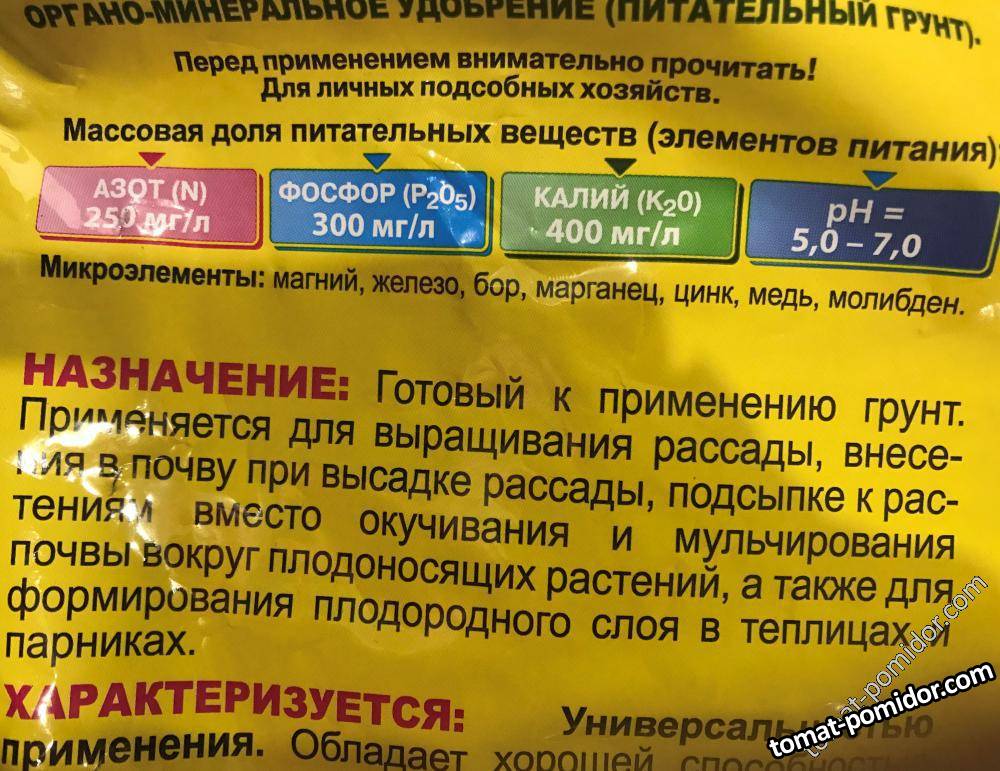 ОРГАНО-МИНЕРАЛЬНОЕ УДОБРЕНИЕ (ПИТАТЕЛЬНЫЙ ГРУНТ).
Перед применением внимательно прочитать!
Для личных подсобных хозяйств.
Массовая доля питательных веществ (элементов питания)
АЗОТ (N)
250 мг/л
ФОСФОР (P₂O₅)
300 мг/л
КАЛИЙ (K₂O)
400 мг/л
pH =
5,0 – 7,0
Микроэлементы: магний, железо, бор, марганец, цинк, медь, молибден.
НАЗНАЧЕНИЕ: Готовый к применению грунт.
Применяется для выращивания рассады, внесе-
ния в почву при высадке рассады, подсыпке к рас-
тениям вместо окучивания и мульчирования
почвы вокруг плодоносящих растений, а также для
формирования плодородного слоя в теплицах и
парниках.
ХАРАКТЕРИЗУЕТСЯ: Универсальностью
применения. Обладает хорошей
tomat-pomidor.com
tomat-pomidor.com